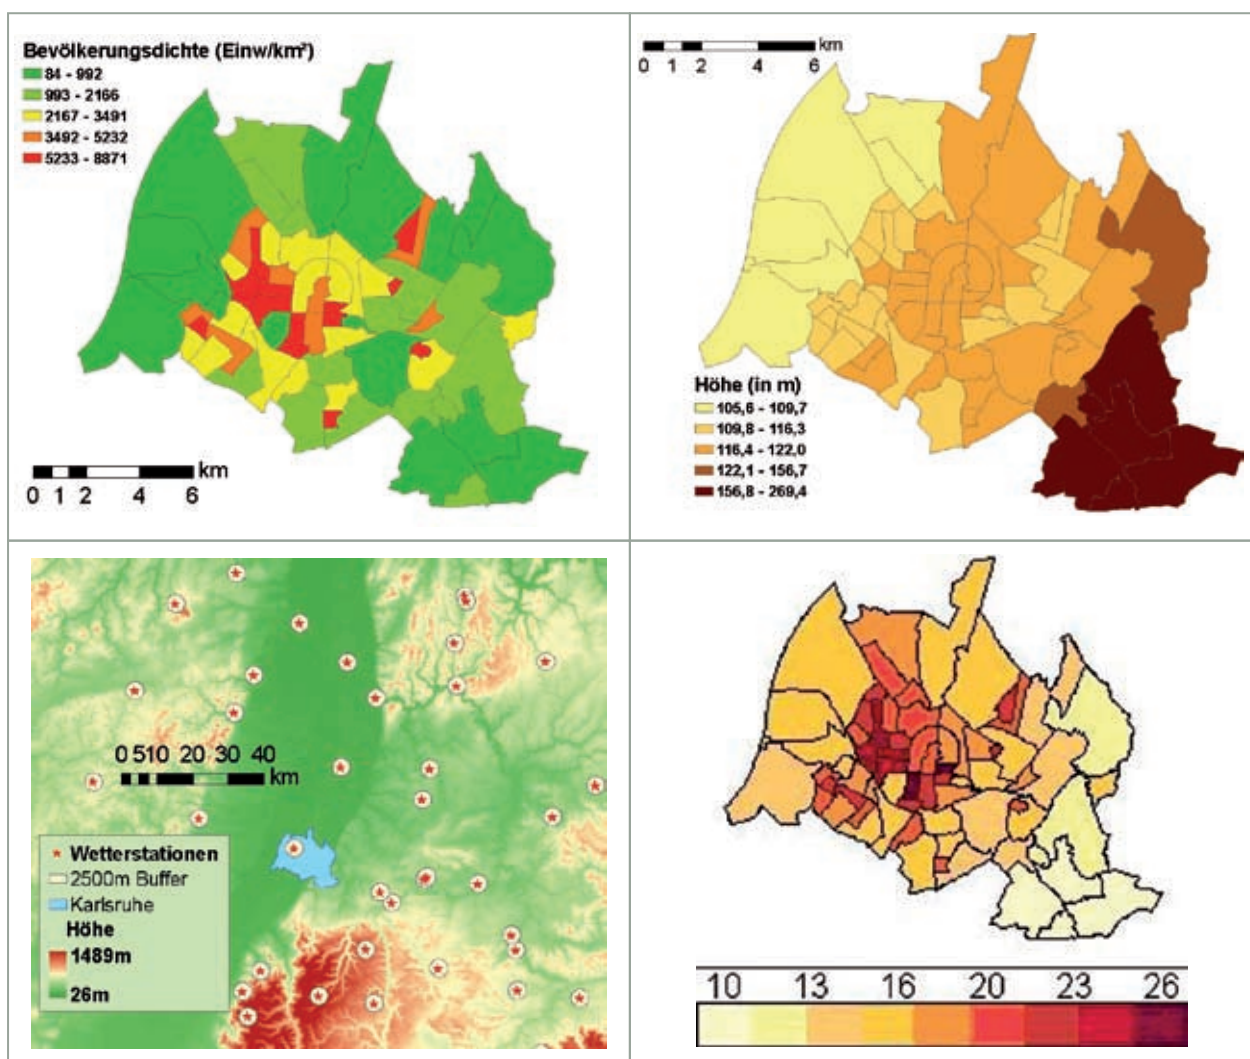 Bevölkerungsdichte (Einw/km²)
84 - 992
993 - 2166
2167 - 3491
3492 - 5232
5233 - 8871
km
0 1 2 4 6
km
0 1 2 6
Höhe (in m)
105,6 - 109,7
109,8 - 116,3
116,4 - 122,0
122,1 - 156,7
156,8 - 269,4
0 510 20 30 40
km
Wetterstationen
2500m Buffer
Karlsruhe
Höhe
1489m
26m
10 13 16 20 23 26